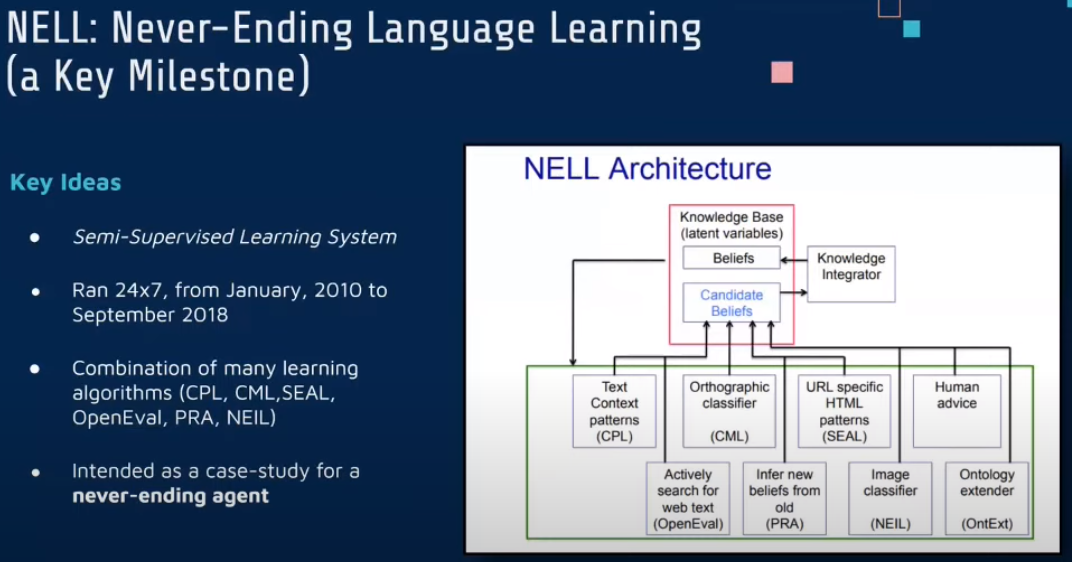 NELL: Never-Ending Language Learning
(a Key Milestone)
Key Ideas
● Semi-Supervised Learning System
● Ran 24x7, from January, 2010 to
September 2018
● Combination of many learning
algorithms (CPL, CML,SEAL,
OpenEval, PRA, NEIL)
● Intended as a case-study for a
never-ending agent
NELL Architecture
Knowledge Base
(latent variables)
Beliefs
Candidate
Beliefs
Knowledge
Integrator
Text
Context
patterns
(CPL)
Orthographic
classifier
(CML)
URL specific
HTML
patterns
(SEAL)
Human
advice
Actively
search for
web text
(OpenEval)
Infer new
beliefs from
old
(PRA)
Image
classifier
(NEIL)
Ontology
extender
(OntExt)